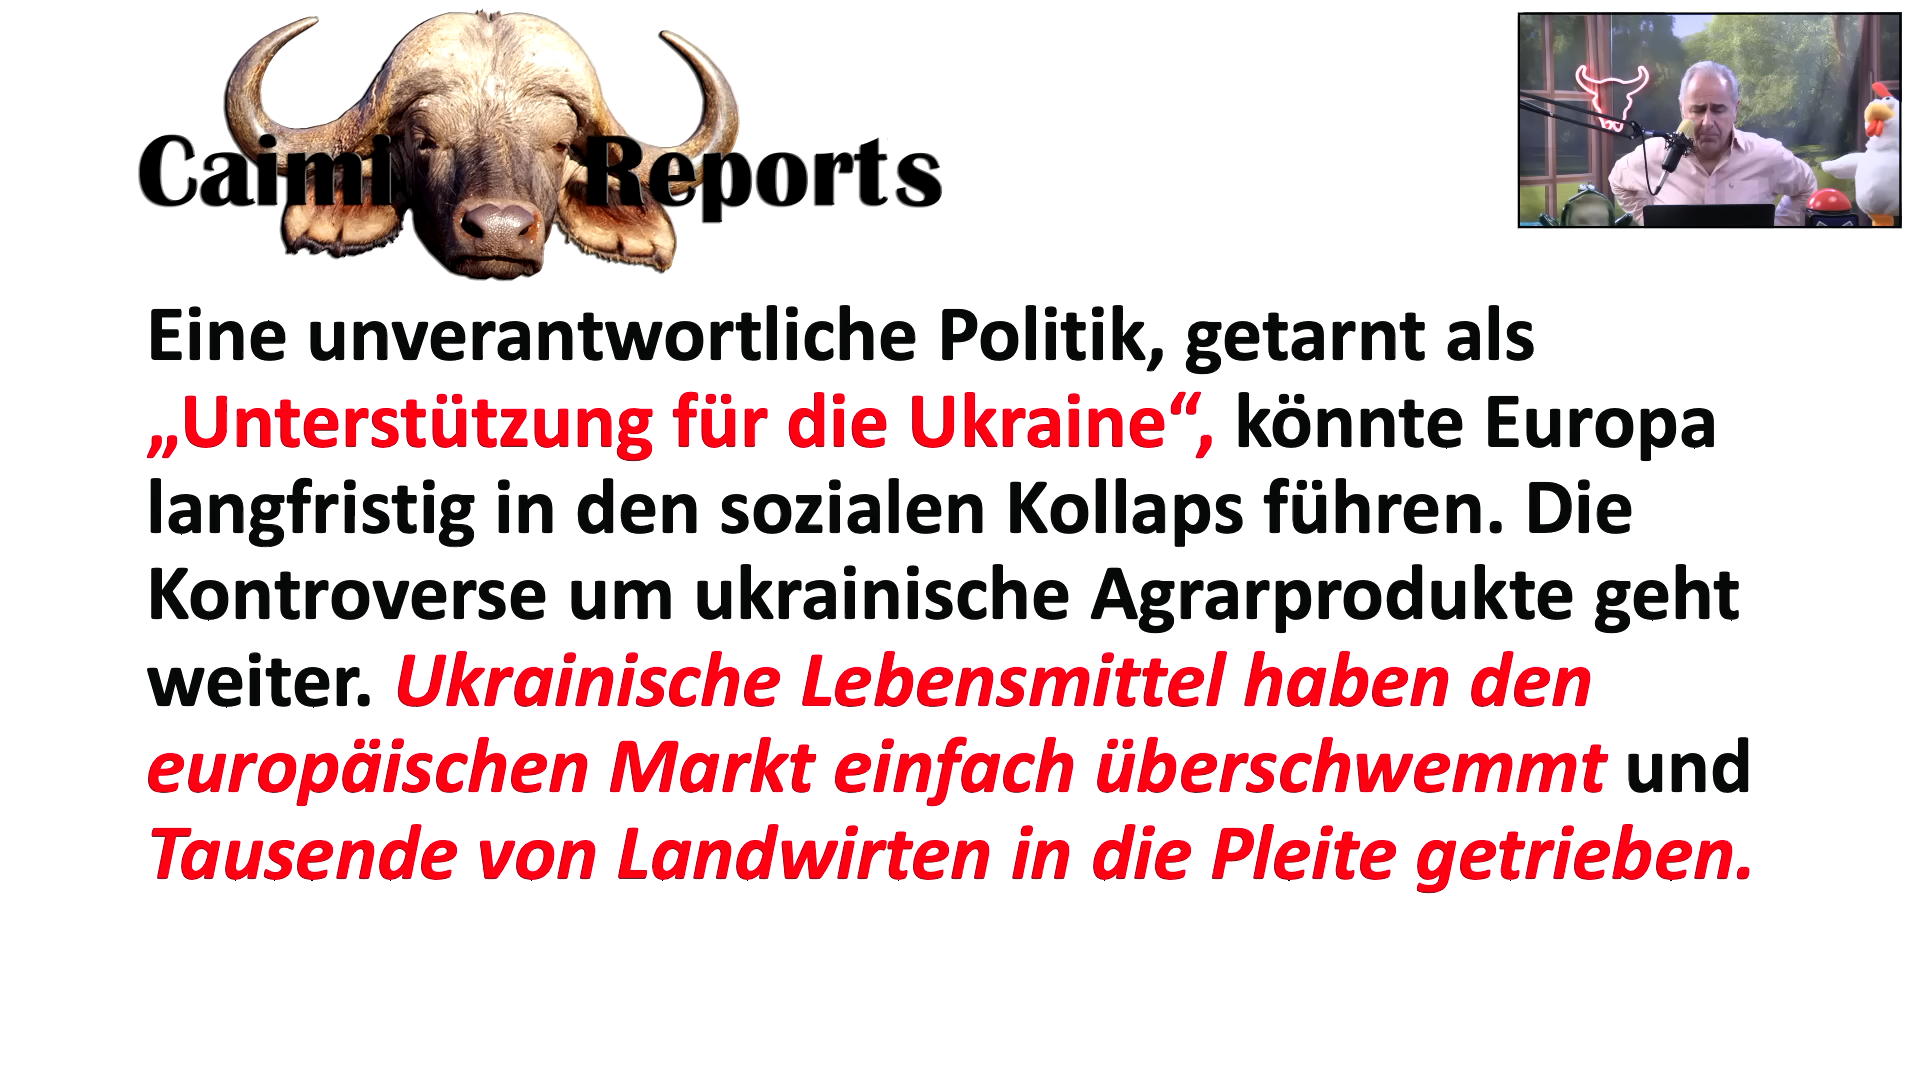 Caimi Reports
Eine unverantwortliche Politik, getarnt als
„Unterstützung für die Ukraine“, könnte Europa
langfristig in den sozialen Kollaps führen. Die
Kontroverse um ukrainische Agrarprodukte geht
weiter. Ukrainische Lebensmittel haben den
europäischen Markt einfach überschwemmt und
Tausende von Landwirten in die Pleite getrieben.